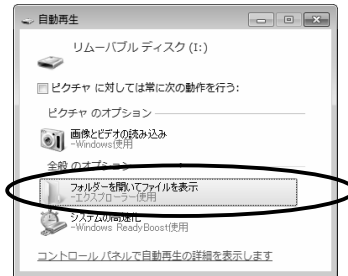 自動再生
リムーバブル ディスク (I:)
ピクチャ に対しては常に次の動作を行う:
ピクチャ のオプション
画像とビデオの読み込み
-Windows使用
全般 のオプション
フォルダーを開いてファイルを表示
-エクスプローラー使用
システムの高速化
-Windows ReadyBoost使用
コントロール パネルで自動再生の詳細を表示します